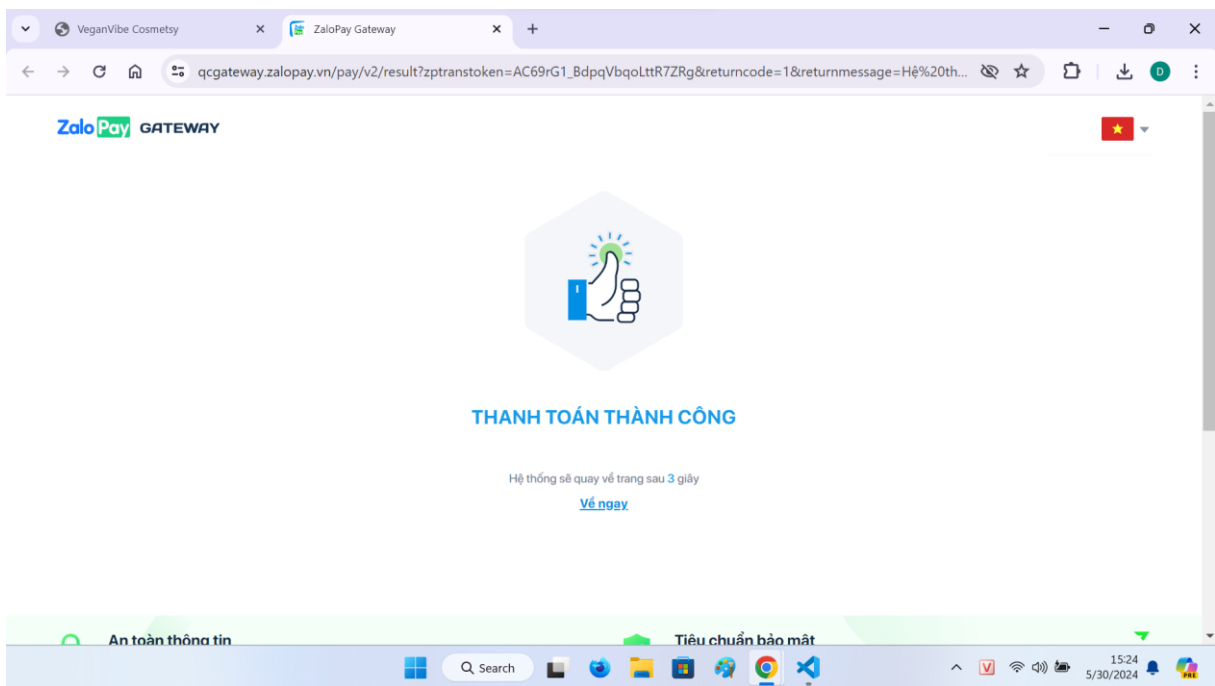 VeganVibe Cosmetsy
ZaloPay Gateway
qcgateway.zalopay.vn/pay/v2/result?zptranstoken=AC69rG1_BdpqVbqoLttR7ZRg&returncode=1&returnmessage=Hệ%20th...
D
ZaloPay GATEWAY
THANH TOÁN THÀNH CÔNG
Hệ thống sẽ quay về trang sau 3 giây
Về ngay
An toàn thông tin
Tiêu chuẩn bảo mật
Search
V
15:24
5/30/2024
PRE